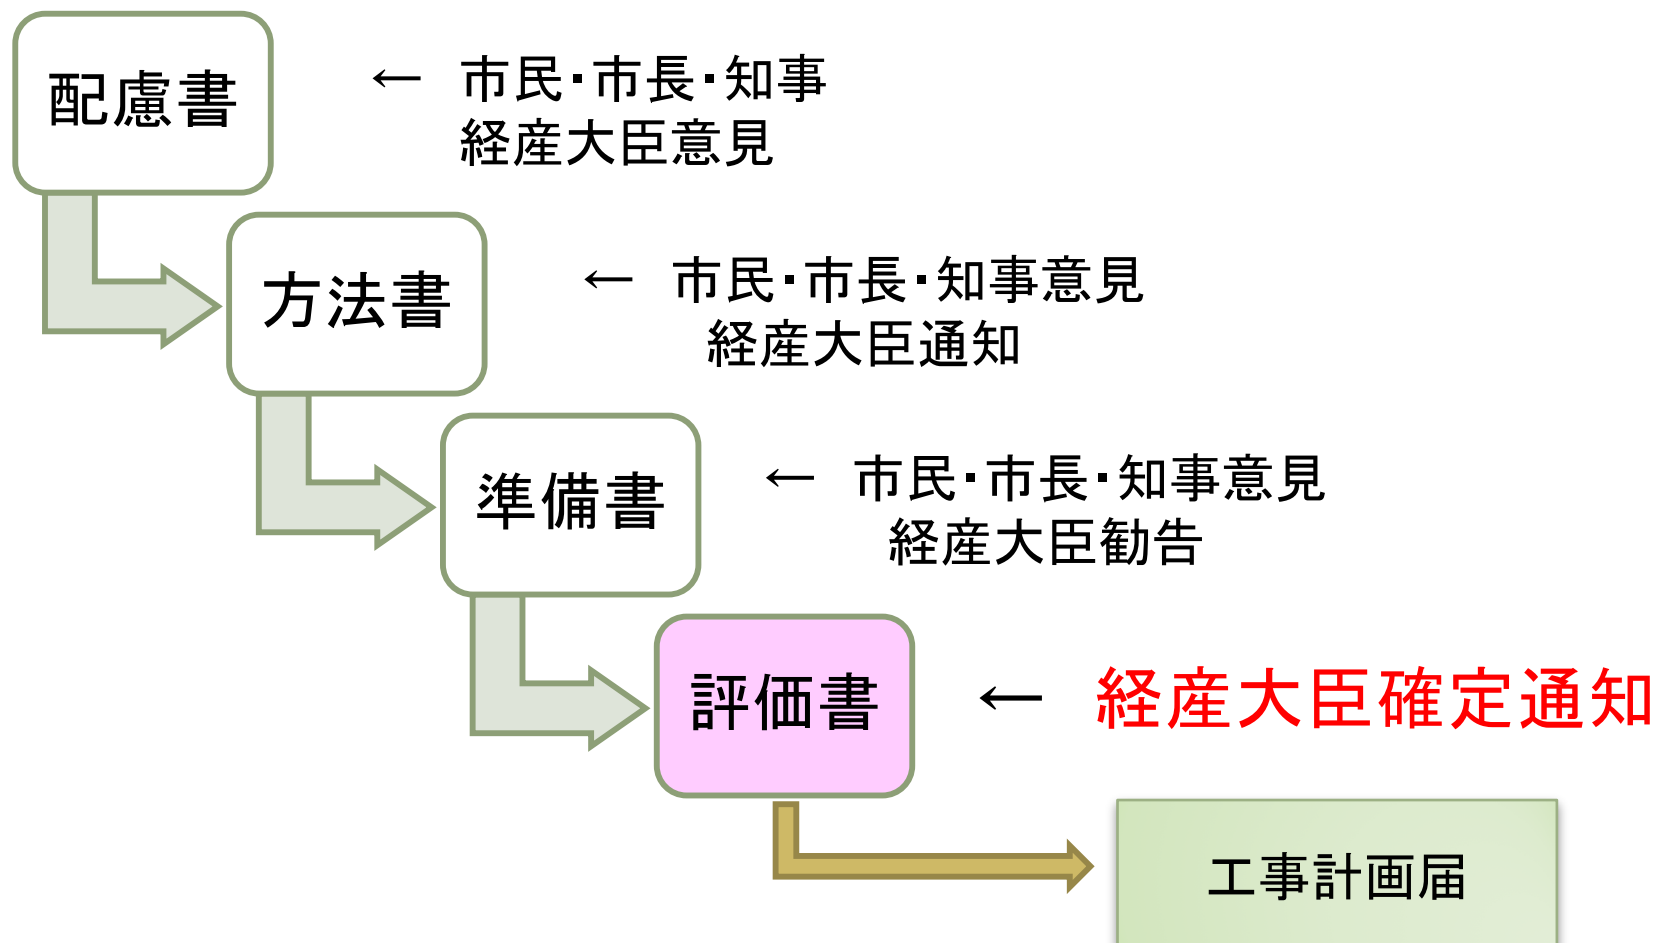 配慮書
← 市民・市長・知事
経産大臣意見
方法書
← 市民・市長・知事意見
経産大臣通知
準備書
← 市民・市長・知事意見
経産大臣勧告
評価書
← 経産大臣確定通知
工事計画届